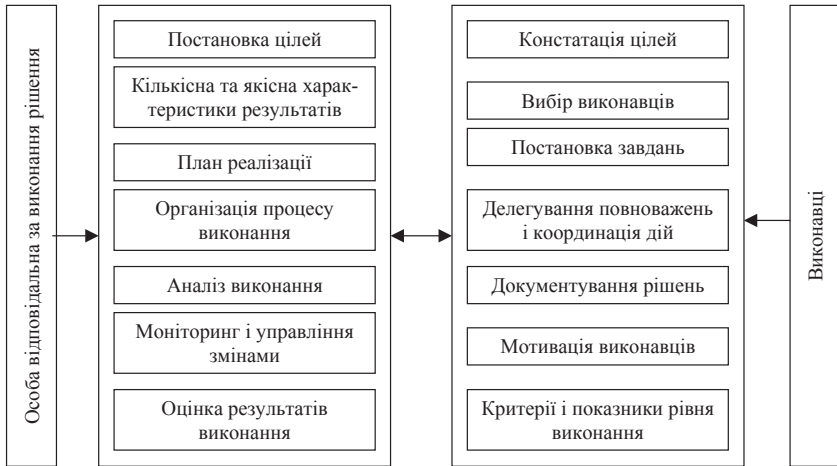 Особа відповідальна за виконання рішення
Постановка цілей
Кількісна та якісна харак-
теристики результатів
План реалізації
Організація процесу
виконання
Аналіз виконання
Моніторинг і управління
змінами
Оцінка результатів
виконання
Констатація цілей
Вибір виконавців
Постановка завдань
Делегування повноважень
і координація дій
Документування рішень
Мотивація виконавців
Критерії і показники рівня
виконання
Виконавці